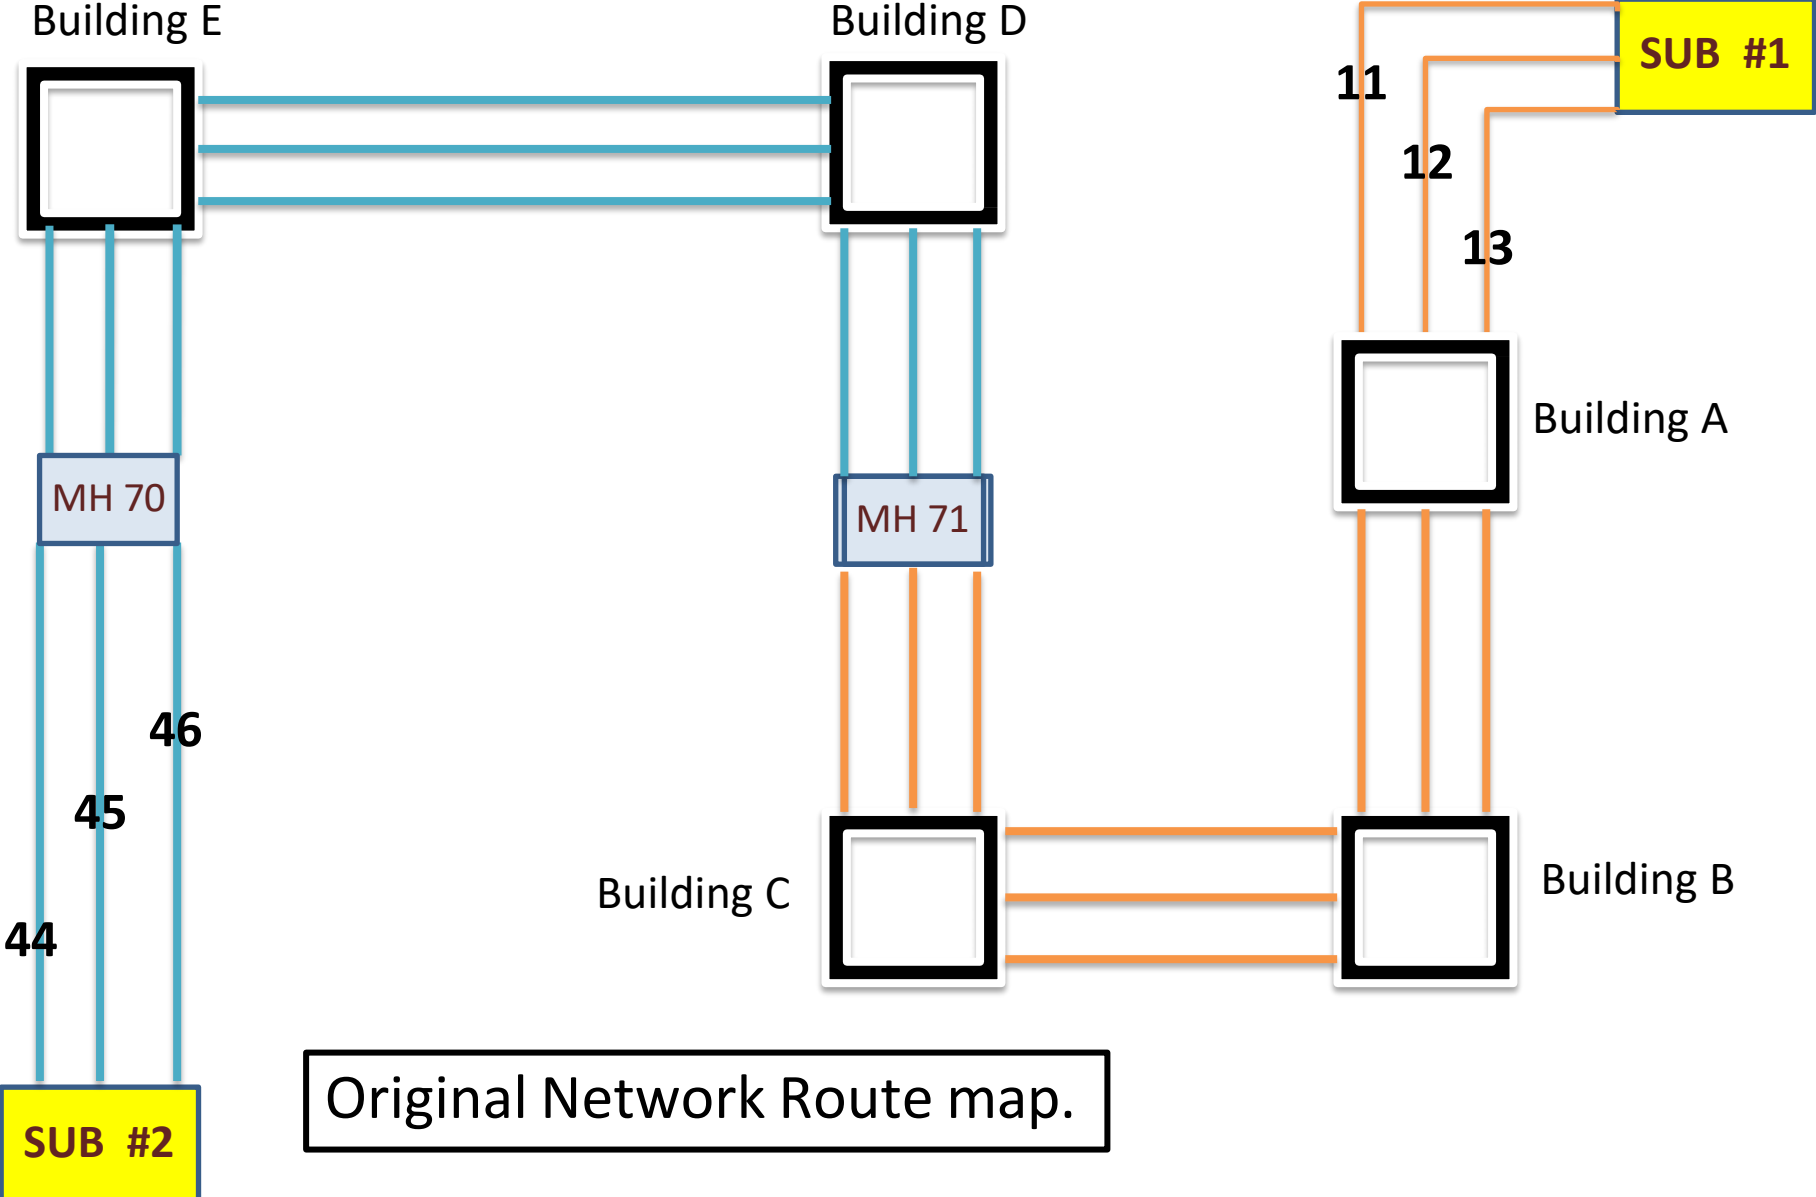 Building E
Building D
SUB #1
11
12
13
Building A
MH 70
MH 71
46
45
Building C
Building B
44
Original Network Route map.
SUB #2